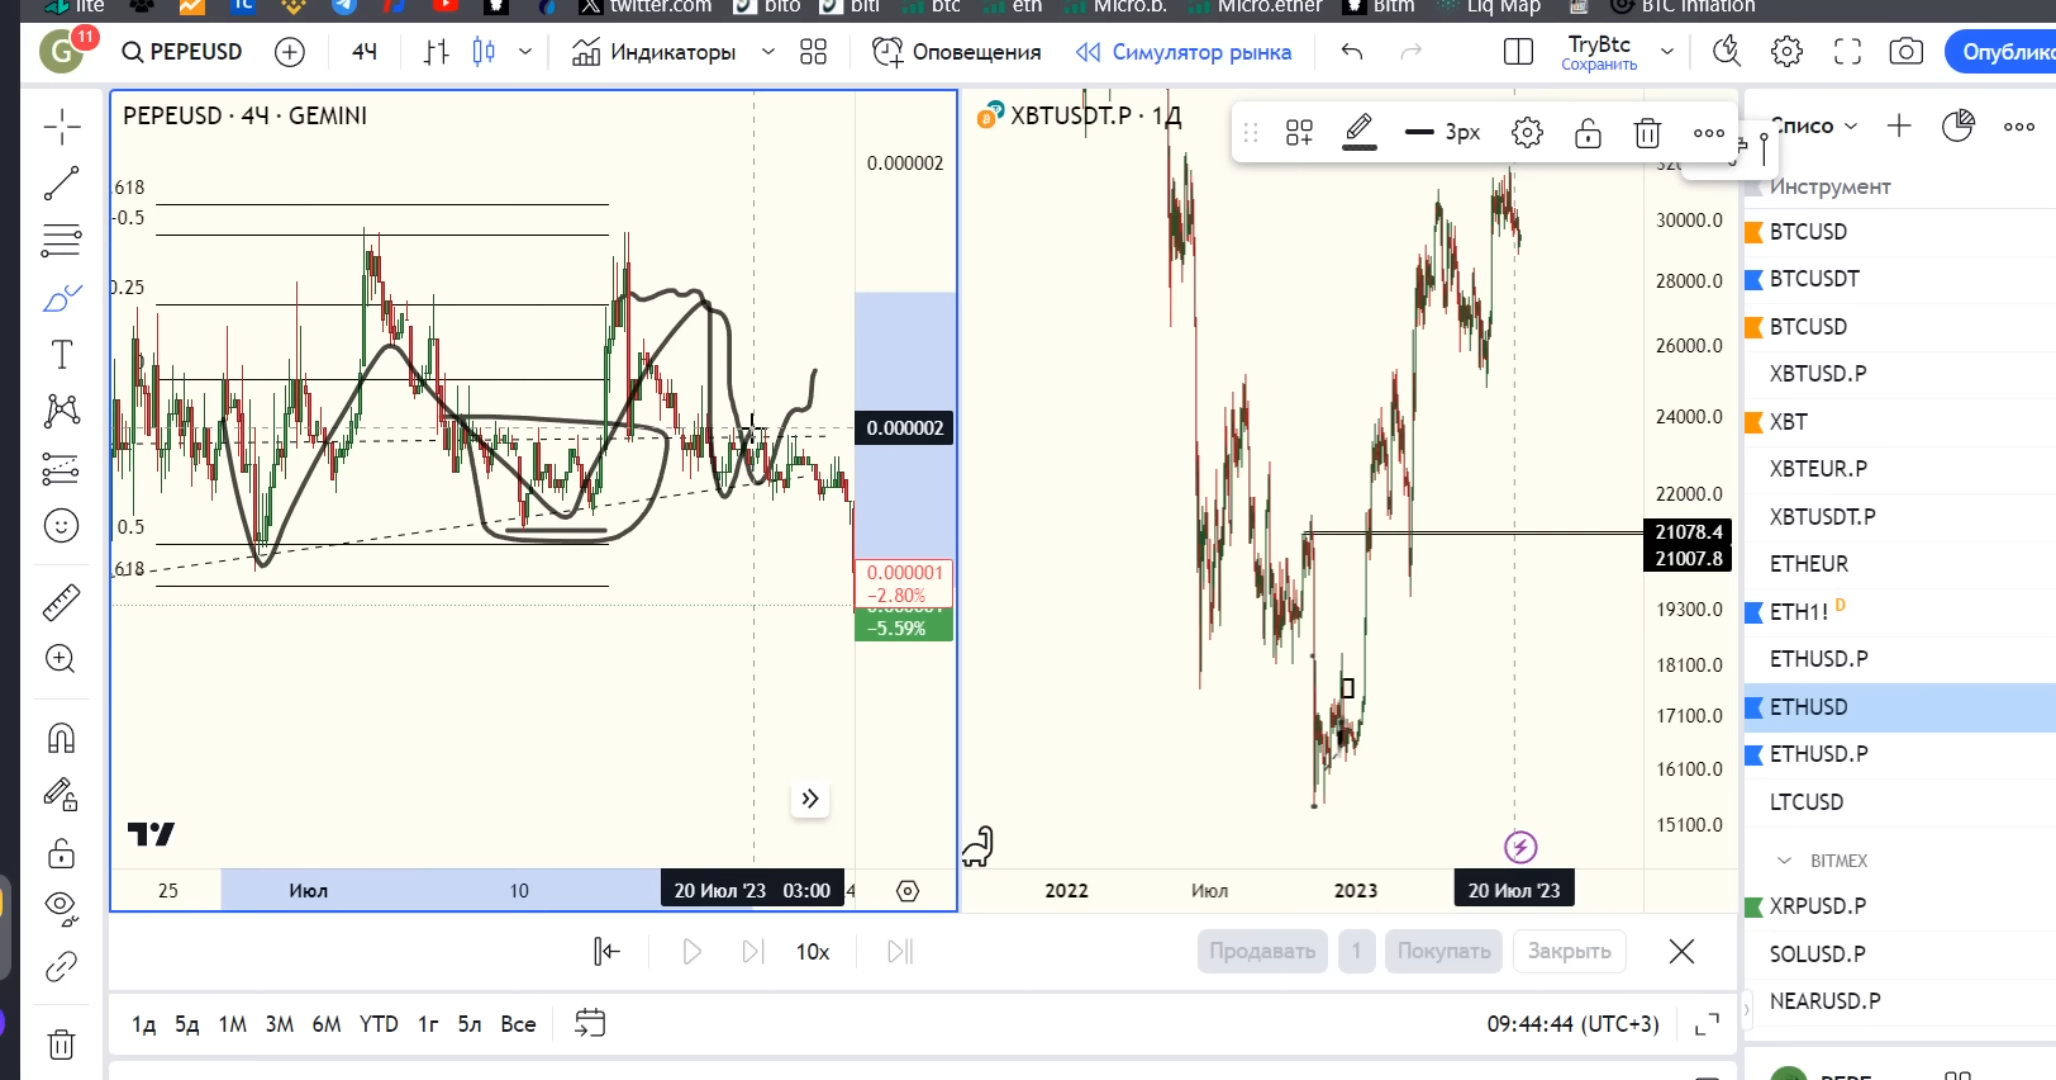 lite
TC
twitter.com
bito
biti
btc
eth
Micro.b.
Micro.ether
Bitm
Liq Map
BTC Inflation
G
11
PEPEUSD
4Ч
Индикаторы
Оповещения
Симулятор рынка
TryBtc
Сохранить
PEPEUSD · 4Ч · GEMINI
0.000002
.618
-0.5
0.25
0.000002
0.5
.618
0.000001
−2.80%
−5.59%
25
Июл
10
20 Июл '23 03:00
4
XBTUSDT.P · 1Д
3px
30000.0
28000.0
26000.0
24000.0
22000.0
21078.4
21007.8
19300.0
18100.0
17100.0
16100.0
15100.0
2022
Июл
2023
20 Июл '23
Инструмент
BTCUSD
BTCUSDT
BTCUSD
XBTUSD.P
XBT
XBTEUR.P
XBTUSDT.P
ETHEUR
ETH1! D
ETHUSD.P
ETHUSD
ETHUSD.P
LTCUSD
BITMEX
XRPUSD.P
SOLUSD.P
NEARUSD.P
10x
Продавать
1
Покупать
Закрыть
1д 5д 1М 3М 6М YTD 1г 5л Все
09:44:44 (UTC+3)